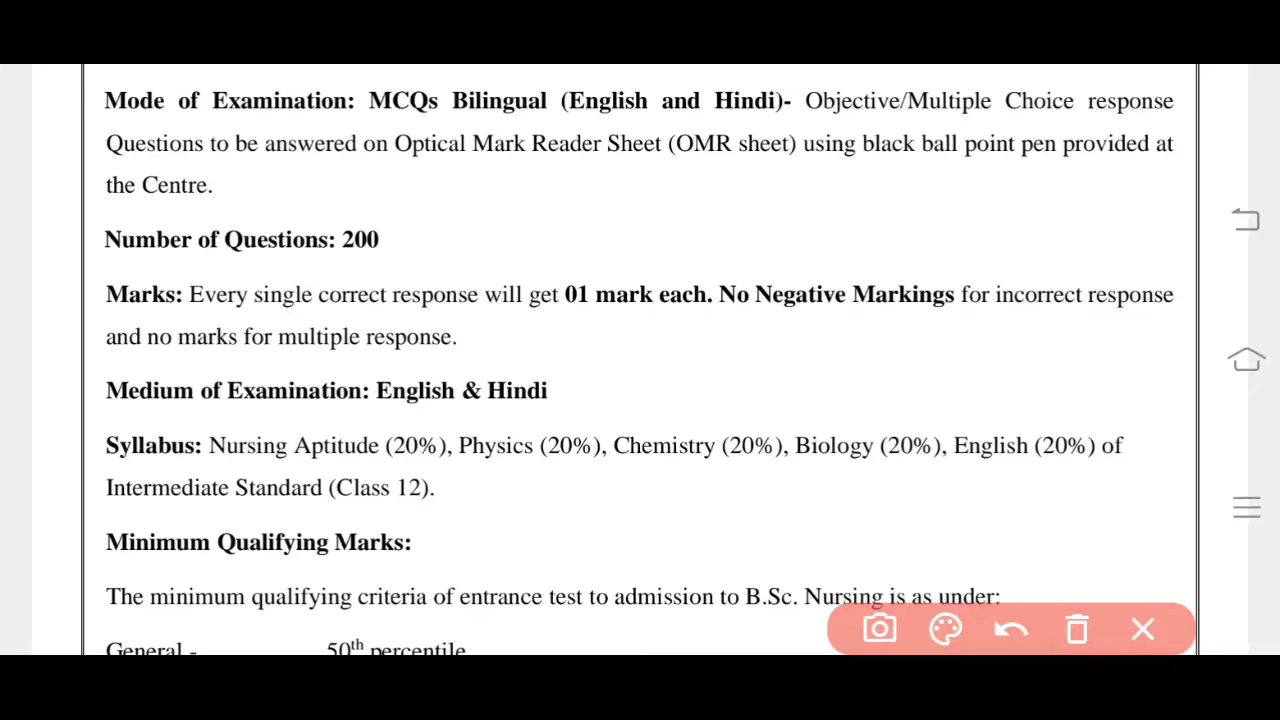 Mode of Examination: MCQs Bilingual (English and Hindi)- Objective/Multiple Choice response
Questions to be answered on Optical Mark Reader Sheet (OMR sheet) using black ball point pen provided at
the Centre.
Number of Questions: 200
Marks: Every single correct response will get 01 mark each. No Negative Markings for incorrect response
and no marks for multiple response.
Medium of Examination: English & Hindi
Syllabus: Nursing Aptitude (20%), Physics (20%), Chemistry (20%), Biology (20%), English (20%) of
Intermediate Standard (Class 12).
Minimum Qualifying Marks:
The minimum qualifying criteria of entrance test to admission to B.Sc. Nursing is as under:
General - 50th percentile